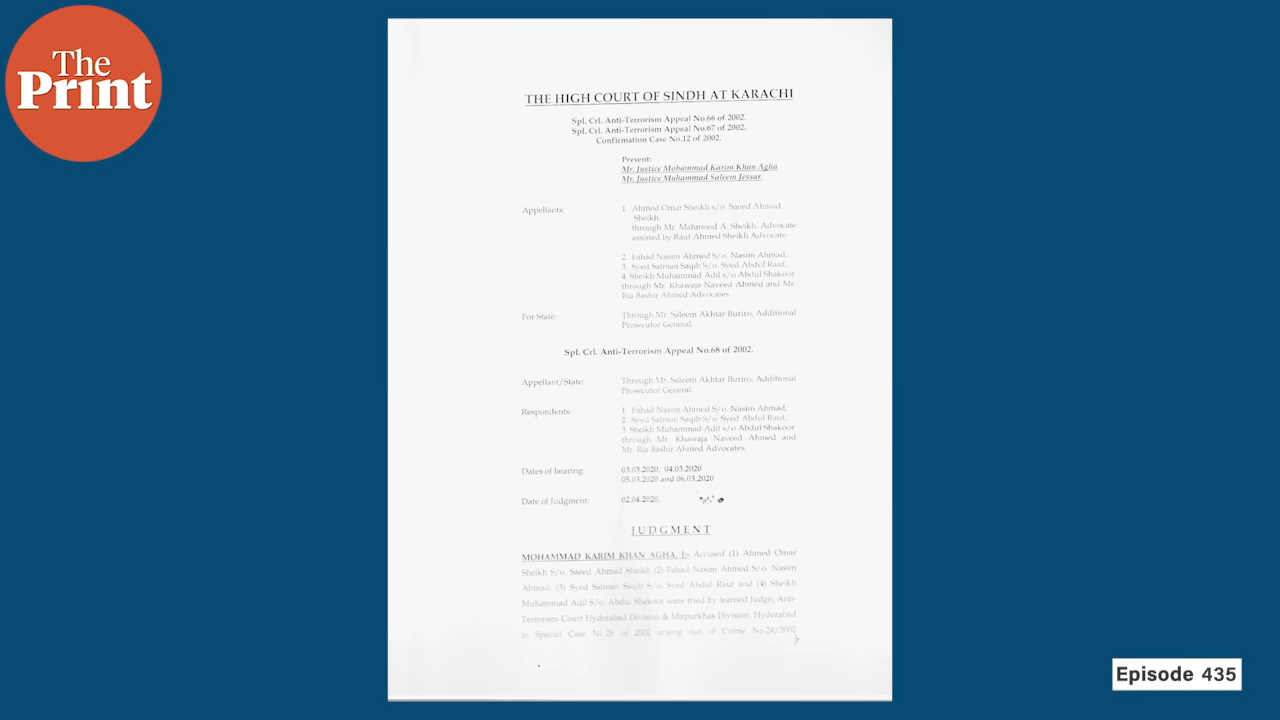 The
Print
THE HIGH COURT OF SINDH AT KARACHI
Spl. Crl. Anti-Terrorism Appeal No.66 of 2002.
Spl. Crl. Anti-Terrorism Appeal No.67 of 2002.
Confirmation Case No.12 of 2002.
Present:
Mr. Justice Mohammad Karim Khan Agha
Mr. Justice Muhammad Saleem Jessar.
Appellants: 1. Ahmed Omar Sheikh s/o. Saeed Ahmad
Sheikh.
through Mr. Mahmood A. Sheikh, Advocate
assisted by Rauf Ahmed Sheikh Advocate.
2. Fahad Nasim Ahmed S/o. Nasim Ahmad,
3. Syed Salman Saqib S/o. Syed Abdul Rauf,
4. Sheikh Muhammad Adil s/o Abdul Shakoor
through Mr. Khawaja Naveed Ahmed and Mr.
Ria Bashir Ahmed Advocates.
For State: Through Mr. Saleem Akhtar Buriro, Additional
Prosecutor General.
Spl. Crl. Anti-Terrorism Appeal No.68 of 2002.
Appellant/State: Through Mr. Saleem Akhtar Buriro, Additional
Prosecutor General.
Respondents: 1. Fahad Nasim Ahmed S/o. Nasim Ahmad,
2. Syed Salman Saqib S/o. Syed Abdul Rauf,
3. Sheikh Muhammad Adil s/o Abdul Shakoor
through Mr. Khawaja Naveed Ahmed and
Mr. Ria Bashir Ahmed Advocates.
Dates of hearing: 03.03.2020, 04.03.2020
05.03.2020 and 06.03.2020
Date of Judgment: 02.04.2020.
JUDGMENT
MOHAMMAD KARIM KHAN AGHA, J:- Accused (1) Ahmed Omar
Sheikh S/o. Saeed Ahmad Sheikh (2) Fahad Nasim Ahmed S/o. Nasim
Ahmad, (3) Syed Salman Saqib S/o. Syed Abdul Rauf and (4) Sheikh
Muhammad Adil S/o. Abdul Shakoor were tried by learned Judge, Anti-
Terrorism Court Hyderabad Division & Mirpurkhas Division, Hyderabad
in Special Case No.26 of 2002 arising out of Crime No.24/2002
Episode 435